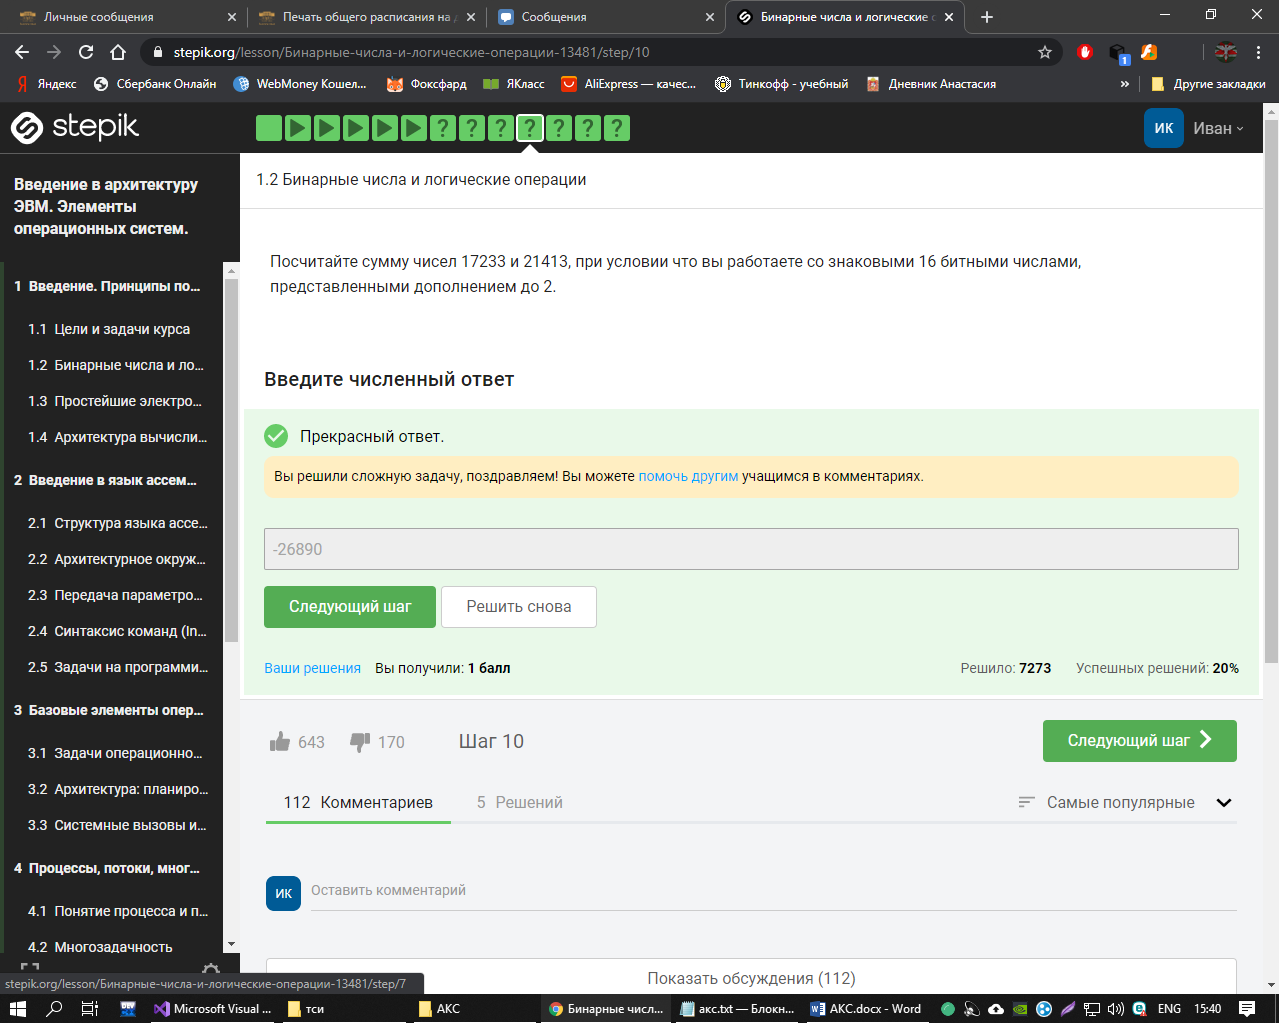 Личные сообщения
Печать общего расписания на д
Сообщения
Бинарные числа и логические о
stepik.org/lesson/Бинарные-числа-и-логические-операции-13481/step/10
Яндекс
Сбербанк Онлайн
WebMoney Кошел...
Фоксфард
ЯКласс
AliExpress — качес...
Тинкофф - учебный
Дневник Анастасия
»
Другие закладки
stepik
? ? ? ? ? ? ?
ИК
Иван
Введение в архитектуру
ЭВМ. Элементы
операционных систем.
1 Введение. Принципы по...
1.1 Цели и задачи курса
1.2 Бинарные числа и ло...
1.3 Простейшие электро...
1.4 Архитектура вычисли...
2 Введение в язык ассем...
2.1 Структура языка ассе...
2.2 Архитектурное окруж...
2.3 Передача параметро...
2.4 Синтаксис команд (In...
2.5 Задачи на программи...
3 Базовые элементы опер...
3.1 Задачи операционно...
3.2 Архитектура: планиро...
3.3 Системные вызовы и...
4 Процессы, потоки, мног...
4.1 Понятие процесса и п...
4.2 Многозадачность
1.2 Бинарные числа и логические операции
Посчитайте сумму чисел 17233 и 21413, при условии что вы работаете со знаковыми 16 битными числами,
представленными дополнением до 2.
Введите численный ответ
Прекрасный ответ.
Вы решили сложную задачу, поздравляем! Вы можете помочь другим учащимся в комментариях.
-26890
Следующий шаг
Решить снова
Ваши решения
Вы получили: 1 балл
Решило: 7273
Успешных решений: 20%
643
170
Шаг 10
Следующий шаг
112 Комментариев
5 Решений
Самые популярные
ИК
Оставить комментарий
Показать обсуждения (112)
stepik.org/lesson/Бинарные-числа-и-логические-операции-13481/step/7
Microsoft Visual ...
тси
АКС
Бинарные числ...
акс.txt — Блокн...
АКС.docx - Word
ENG
15:40